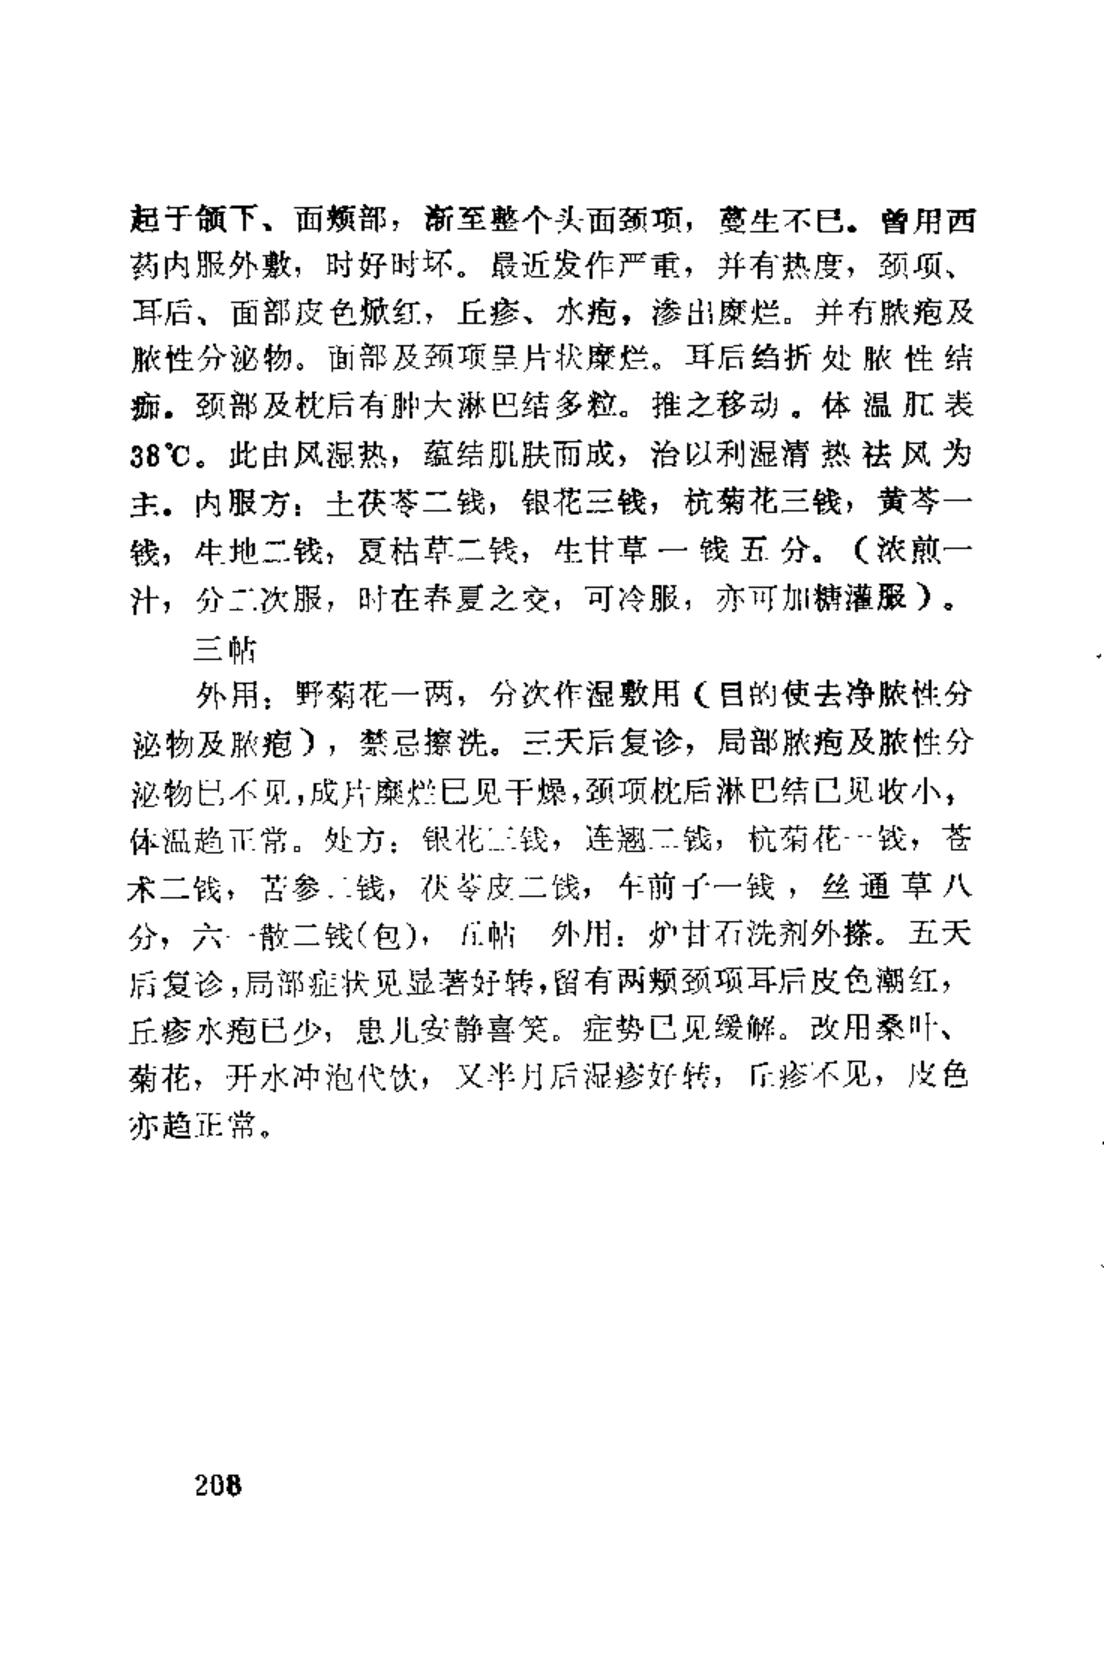 起于颌下、面颊部，渐至整个头面颈项，蔓生不已。曾用西
药内服外敷，时好时坏。最近发作严重，并有热度，颈项、
耳后、面部皮色焮红，丘疹、水疱，渗出糜烂。并有脓疱及
脓性分泌物。面部及颈项呈片状糜烂。耳后绉折处脓性结
痂。颈部及枕后有肿大淋巴结多粒。推之移动。体温肛表
38℃。此由风湿热，蕴结肌肤而成，治以利湿清热祛风为
主。内服方：土茯苓二钱，银花三钱，杭菊花三钱，黄芩一
钱，生地二钱，夏枯草二钱，生甘草一钱五分。（浓煎一
汁，分二次服，时在春夏之交，可冷服，亦可加糖灌服）。
三帖
外用：野菊花一两，分次作湿敷用（目的使去净脓性分
泌物及脓疱），禁忌擦洗。三天后复诊，局部脓疱及脓性分
泌物已不见，成片糜烂已见干燥，颈项枕后淋巴结已见收小，
体温趋正常。处方：银花三钱，连翘二钱，杭菊花一钱，苍
术二钱，苦参二钱，茯苓皮二钱，车前子一钱，丝通草八
分，六一散二钱(包)，五帖 外用：炉甘石洗剂外搽。五天
后复诊，局部症状见显著好转，留有两颊颈项耳后皮色潮红，
丘疹水疱已少，患儿安静喜笑。症势已见缓解。改用桑叶、
菊花，开水冲泡代饮，又半月后湿疹好转，丘疹不见，皮色
亦趋正常。
208